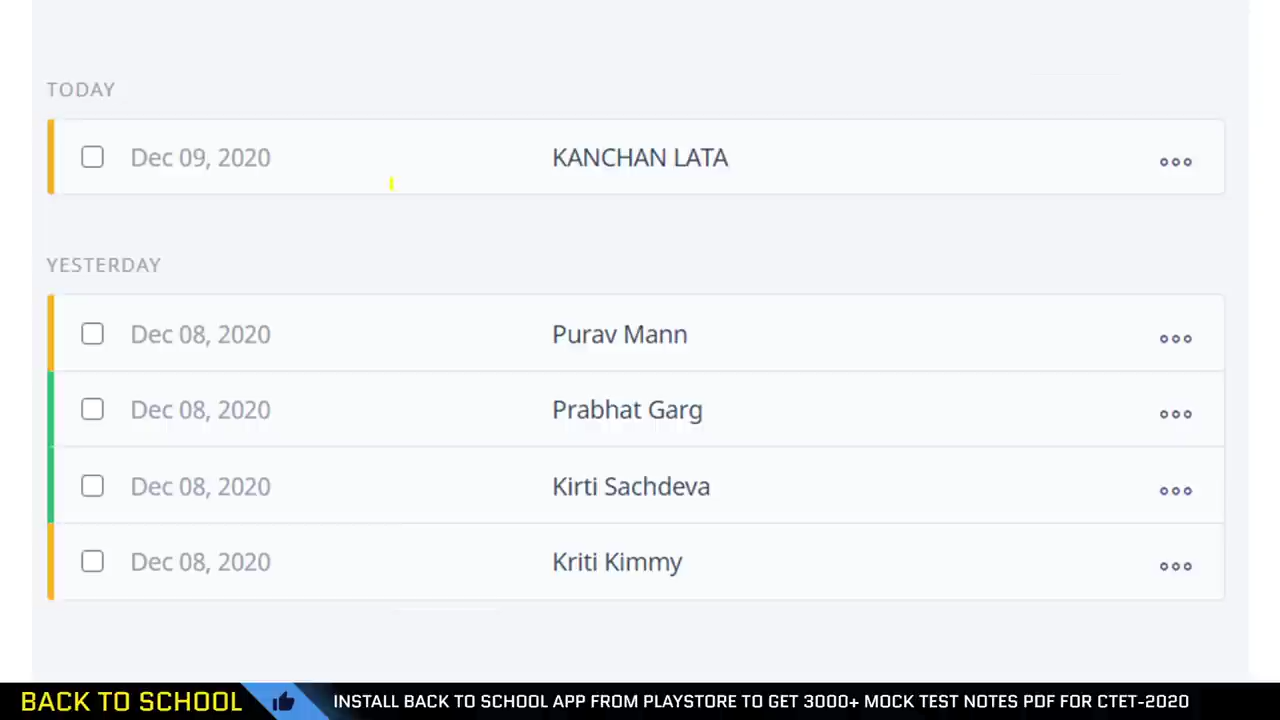 TODAY
Dec 09, 2020 KANCHAN LATA
YESTERDAY
Dec 08, 2020 Purav Mann
Dec 08, 2020 Prabhat Garg
Dec 08, 2020 Kirti Sachdeva
Dec 08, 2020 Kriti Kimmy
BACK TO SCHOOL INSTALL BACK TO SCHOOL APP FROM PLAYSTORE TO GET 3000+ MOCK TEST NOTES PDF FOR CTET-2020